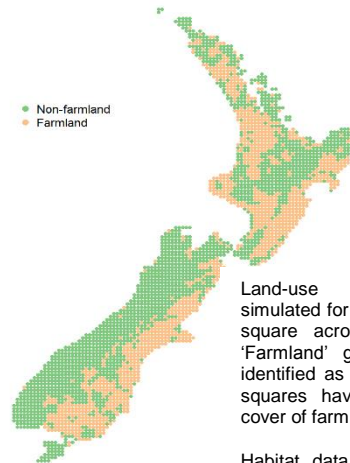 Non-farmland
Farmland
Land-use
simulated for
square acro
'Farmland' g
identified as
squares hav
cover of farm
Habitat data